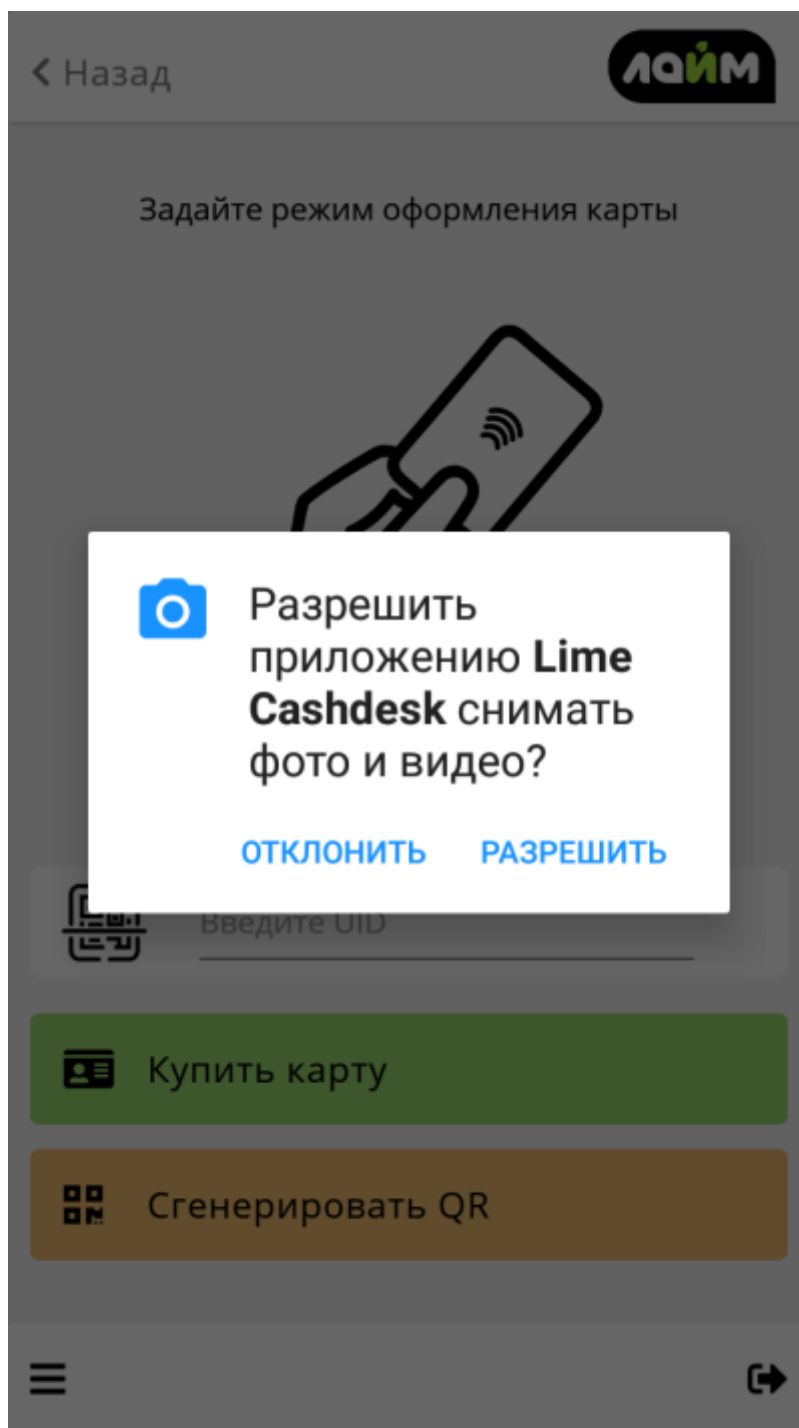 Назад
лайм
Задайте режим оформления карты
Разрешить
приложению Lime
Cashdesk снимать
фото и видео?
ОТКЛОНИТЬ РАЗРЕШИТЬ
Введите UID
Купить карту
Сгенерировать QR